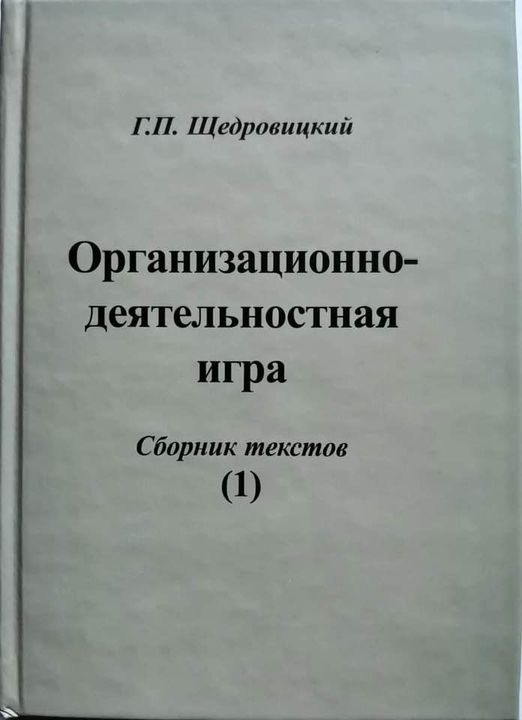 Г.П. Щедровицкий
Организационно-
деятельностная
игра
Сборник текстов
(1)